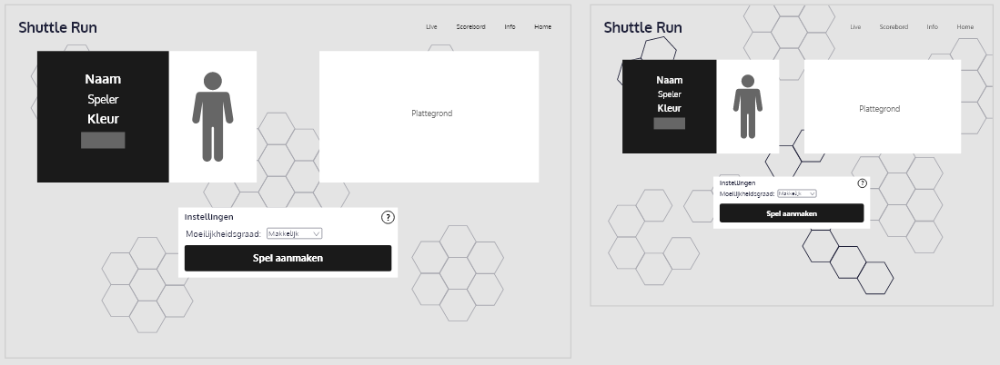 Shuttle Run
Live Scorebord Info Home
Naam
Speler
Kleur
Plattegrond
Instellingen
?
Moeilijkheidsgraad: Makkelijk
Spel aanmaken
Shuttle Run
Live Scorebord Info Home
Naam
Speler
Kleur
Plattegrond
Instellingen
?
Moeilijkheidsgraad: Makkelijk
Spel aanmaken